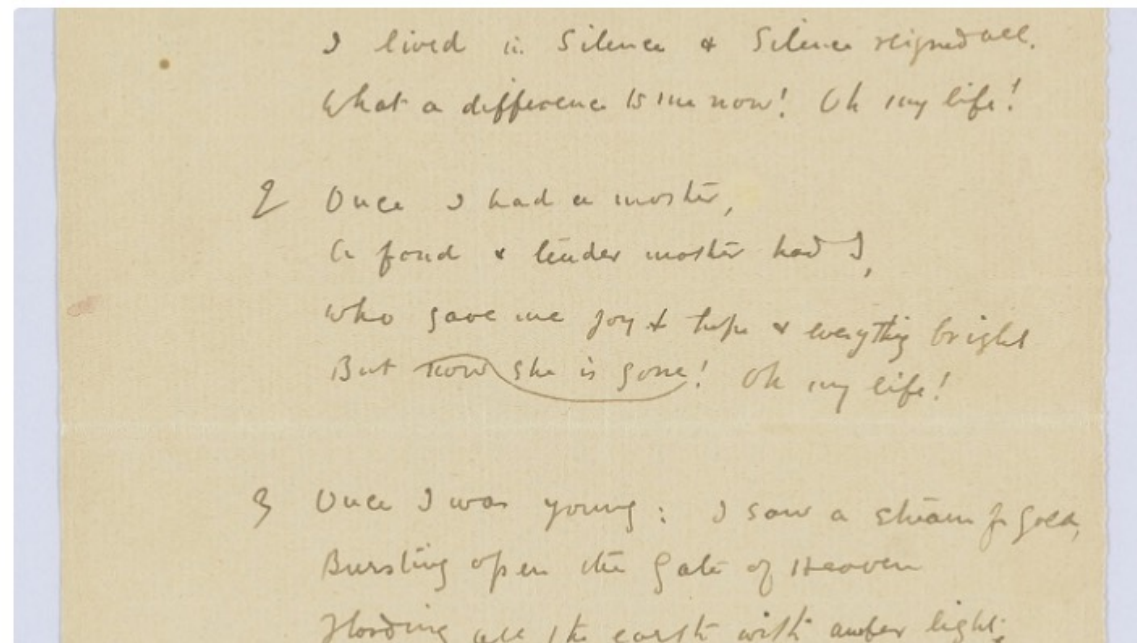 I lived in Silence & Silence reigned all.
What a difference to me now! Oh my life!
2 Once I had a mother,
A fond & tender mother had I,
Who gave me joy & hope & everything bright
But now she is gone! Oh my life!
3 Once I was young: I saw a stream of gold,
Bursting open the gate of Heaven
Flooding all the earth with amber light;